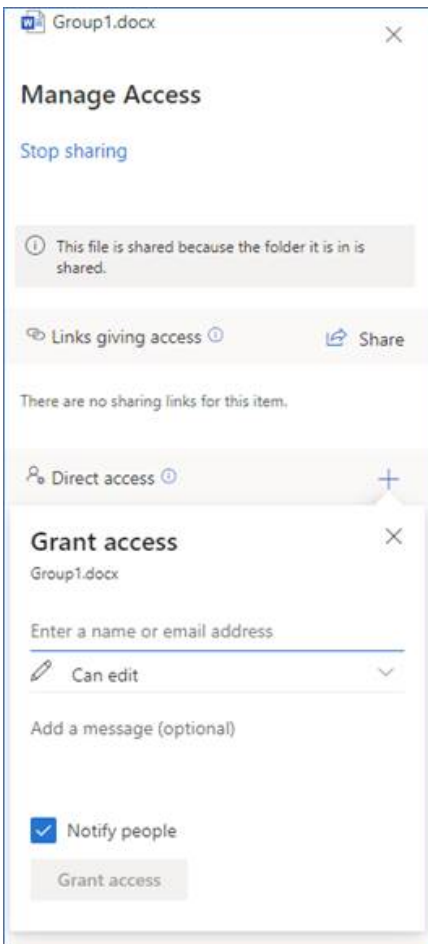 Group1.docx
Manage Access
Stop sharing
This file is shared because the folder it is in is
shared.
Links giving access
Share
There are no sharing links for this item.
Direct access
Grant access
Group1.docx
Enter a name or email address
Can edit
Add a message (optional)
Notify people
Grant access